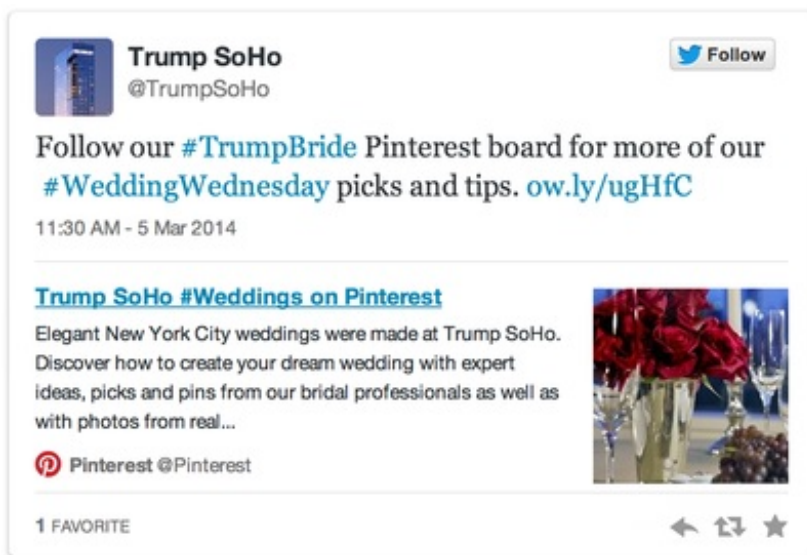 Trump SoHo
@TrumpSoHo
Follow
Follow our #TrumpBride Pinterest board for more of our
#WeddingWednesday picks and tips. ow.ly/ugHfC
11:30 AM - 5 Mar 2014
Trump SoHo #Weddings on Pinterest
Elegant New York City weddings were made at Trump SoHo.
Discover how to create your dream wedding with expert
ideas, picks and pins from our bridal professionals as well as
with photos from real...
Pinterest @Pinterest
1 FAVORITE